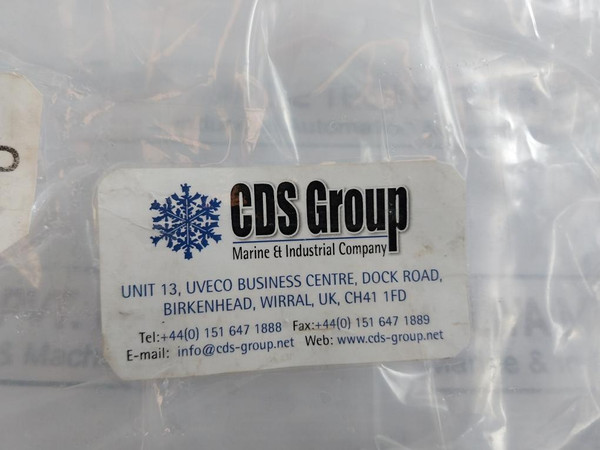 CDS Group
Marine & Industrial Company
UNIT 13, UVECO BUSINESS CENTRE, DOCK ROAD,
BIRKENHEAD, WIRRAL, UK, CH41 1FD
Tel:+44(0) 151 647 1888 Fax:+44(0) 151 647 1889
E-mail: info@cds-group.net Web: www.cds-group.net